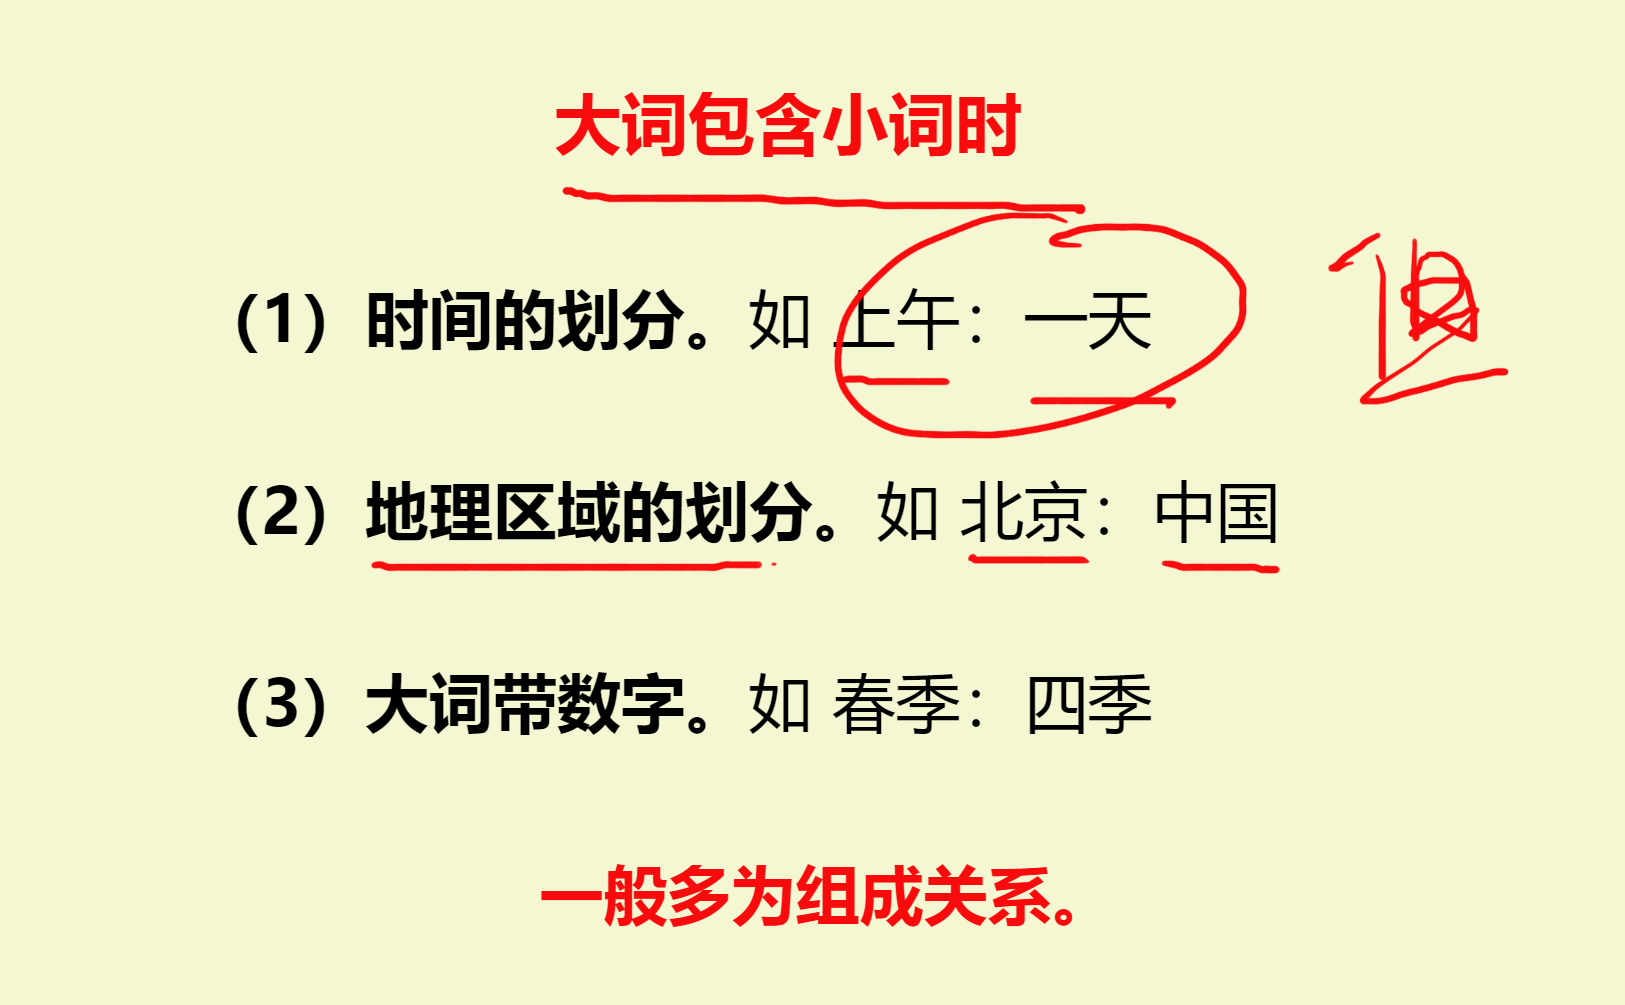 大词包含小词时
（1）时间的划分。如 上午：一天
（2）地理区域的划分。如 北京：中国
（3）大词带数字。如 春季：四季
一般多为组成关系。